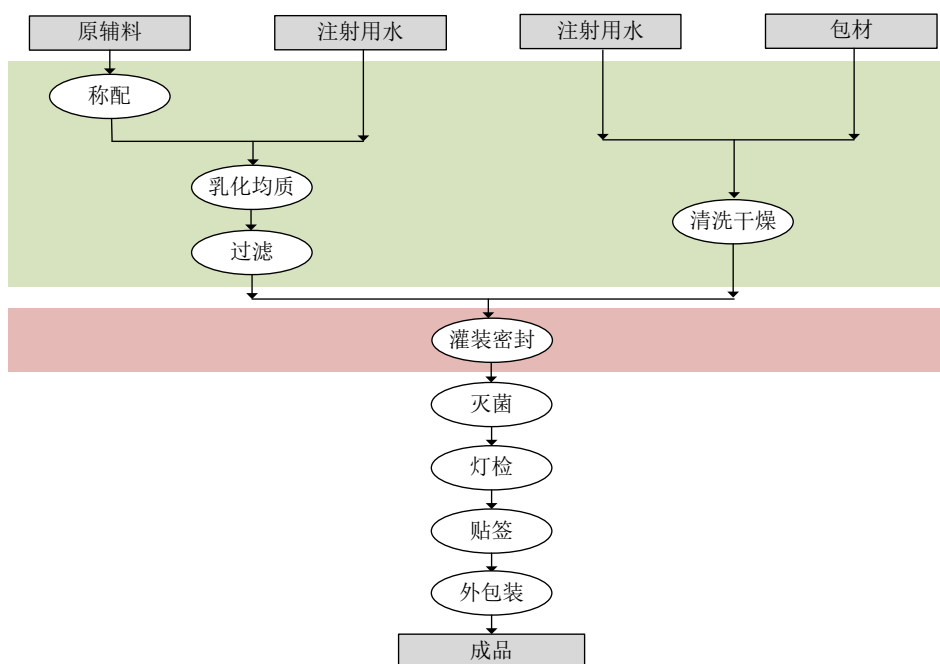 原辅料
注射用水
注射用水
包材
称配
乳化均质
清洗干燥
过滤
灌装密封
灭菌
灯检
贴签
外包装
成品